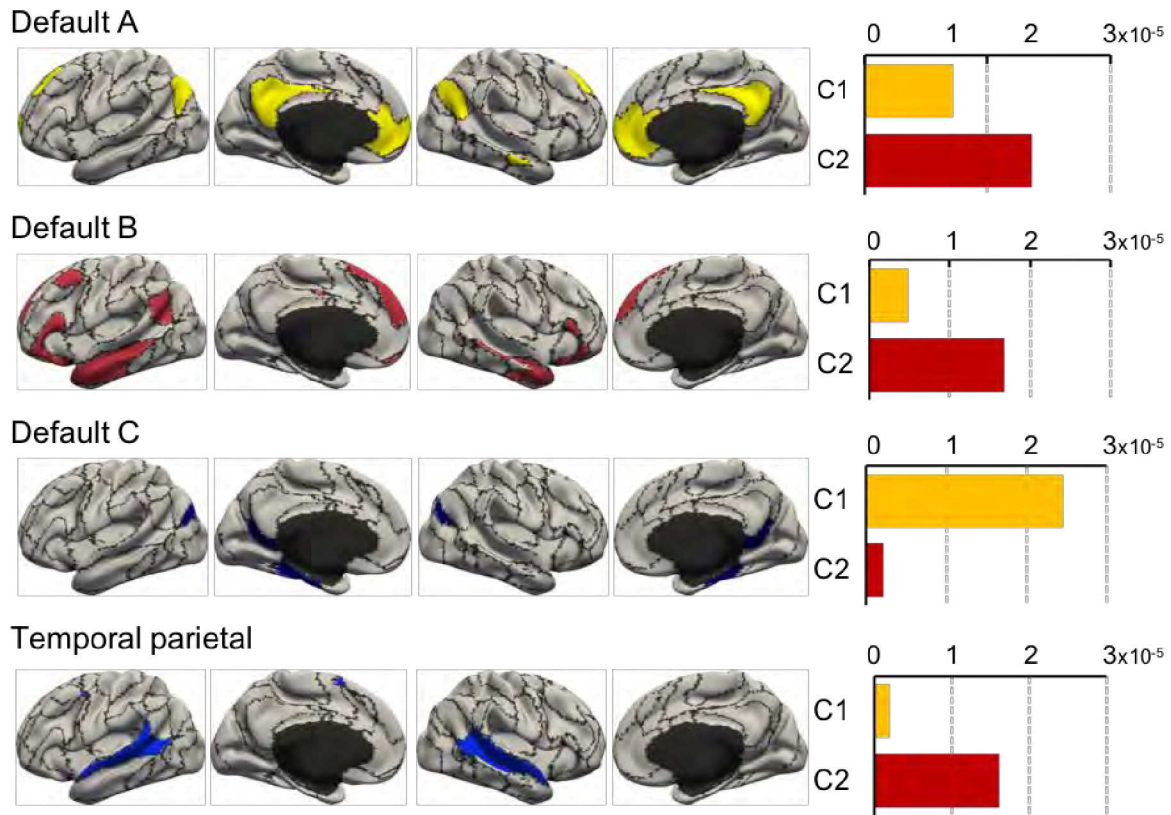 Default A
0 1 2 3x10⁻⁵
C1
C2
Default B
0 1 2 3x10⁻⁵
C1
C2
Default C
0 1 2 3x10⁻⁵
C1
C2
Temporal parietal
0 1 2 3x10⁻⁵
C1
C2